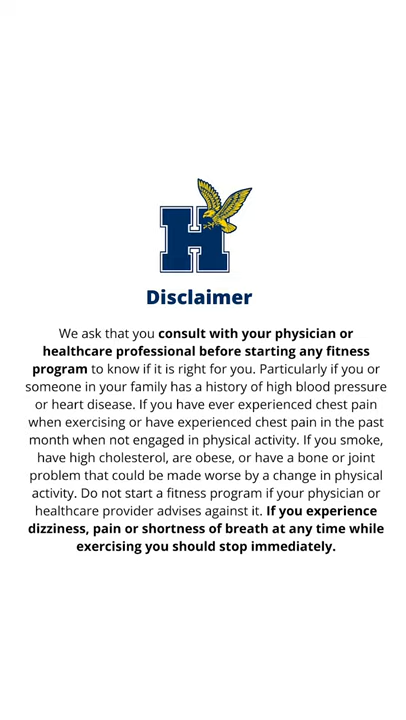 H
Disclaimer
We ask that you consult with your physician or
healthcare professional before starting any fitness
program to know if it is right for you. Particularly if you or
someone in your family has a history of high blood pressure
or heart disease. If you have ever experienced chest pain
when exercising or have experienced chest pain in the past
month when not engaged in physical activity. If you smoke,
have high cholesterol, are obese, or have a bone or joint
problem that could be made worse by a change in physical
activity. Do not start a fitness program if your physician or
healthcare provider advises against it. If you experience
dizziness, pain or shortness of breath at any time while
exercising you should stop immediately.